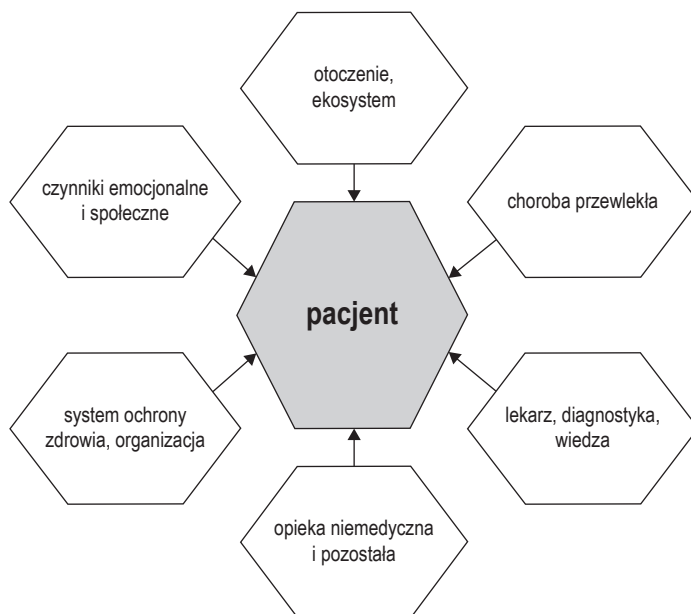 otoczenie,
ekosystem
czynniki emocjonalne
i społeczne
choroba przewlekła
pacjent
system ochrony
zdrowia, organizacja
lekarz, diagnostyka,
wiedza
opieka niemedyczna
i pozostała